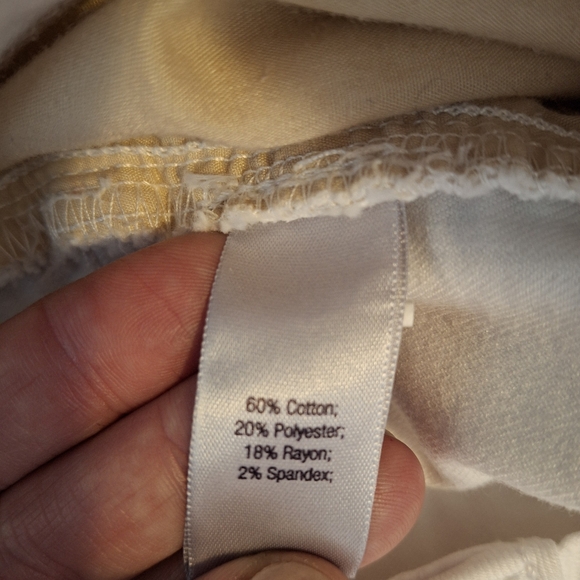 60% Cotton;
20% Polyester;
18% Rayon;
2% Spandex;